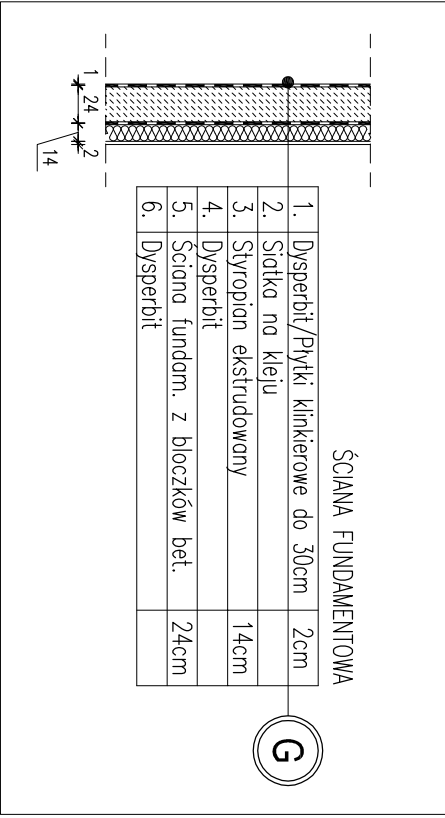 ŚCIANA FUNDAMENTOWA
1. Dysperbit/Płytki klinkierowe do 30cm 2cm
2. Siatka na kleju
3. Styropian ekstrudowany 14cm
4. Dysperbit
5. Ściana fundam. z bloczków bet. 24cm
6. Dysperbit
G
1 24 2
14